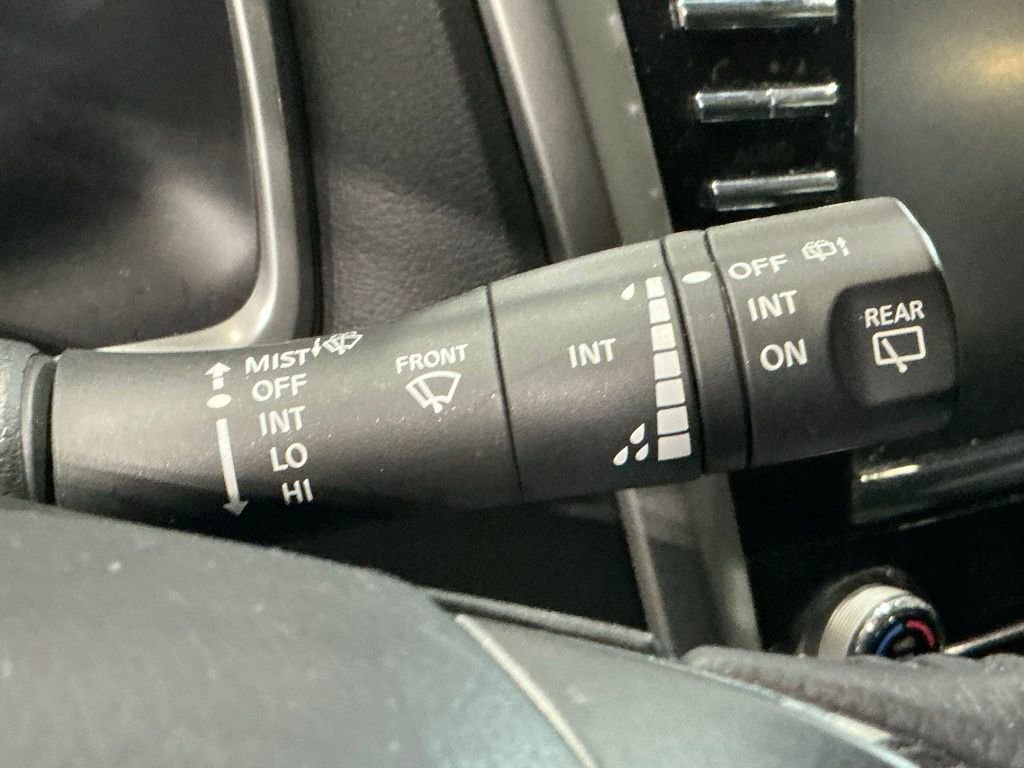 MIST
OFF
INT
LO
HI
FRONT
INT
OFF
INT
ON
REAR